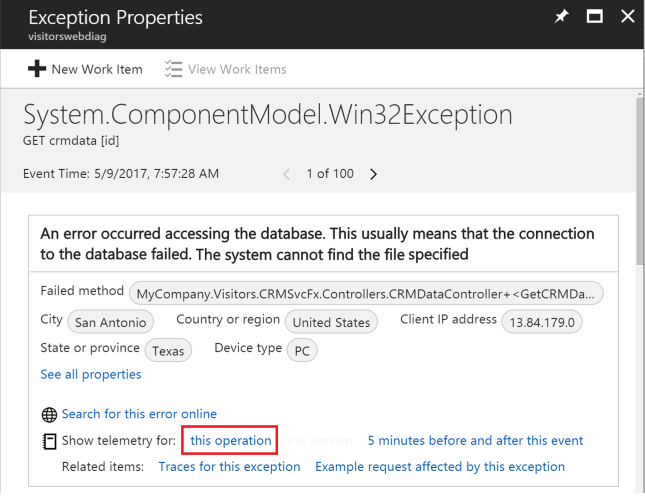 Exception Properties
visitorswebdiag
New Work Item View Work Items
System.ComponentModel.Win32Exception
GET crmdata [id]
Event Time: 5/9/2017, 7:57:28 AM 1 of 100
An error occurred accessing the database. This usually means that the connection
to the database failed. The system cannot find the file specified
Failed method MyCompany.Visitors.CRMSvcFx.Controllers.CRMDataController+<GetCRMDa...
City San Antonio Country or region United States Client IP address 13.84.179.0
State or province Texas Device type PC
See all properties
Search for this error online
Show telemetry for: this operation this session 5 minutes before and after this event
Related items: Traces for this exception Example request affected by this exception